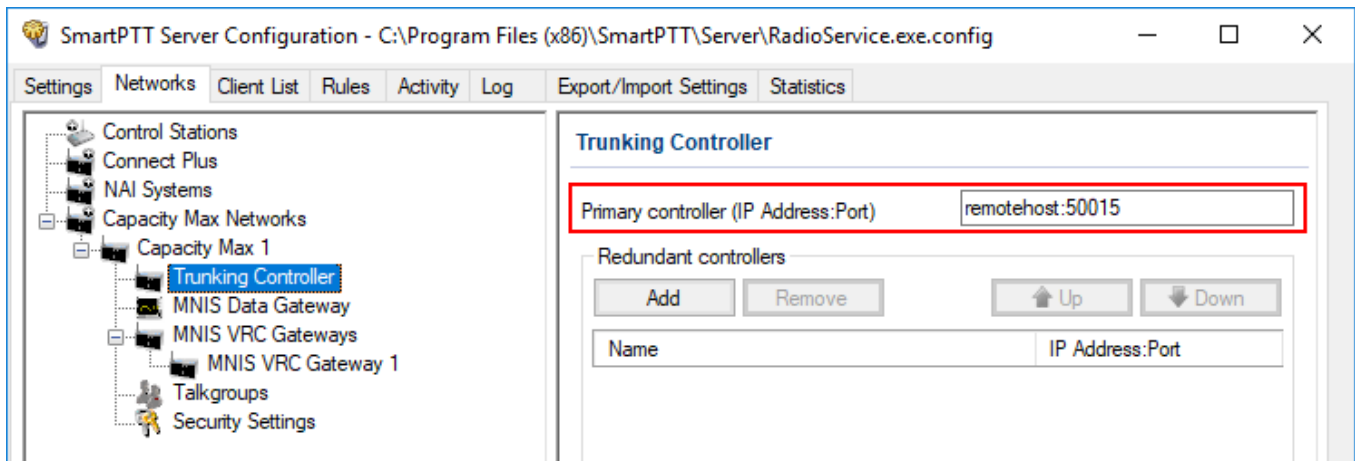 SmartPTT Server Configuration - C:\Program Files (x86)\SmartPTT\Server\RadioService.exe.config
Settings Networks Client List Rules Activity Log Export/Import Settings Statistics
Control Stations
Connect Plus
NAI Systems
Capacity Max Networks
Capacity Max 1
Trunking Controller
MNIS Data Gateway
MNIS VRC Gateways
MNIS VRC Gateway 1
Talkgroups
Security Settings
Trunking Controller
Primary controller (IP Address:Port) remotehost:50015
Redundant controllers
Add Remove Up Down
Name IP Address:Port